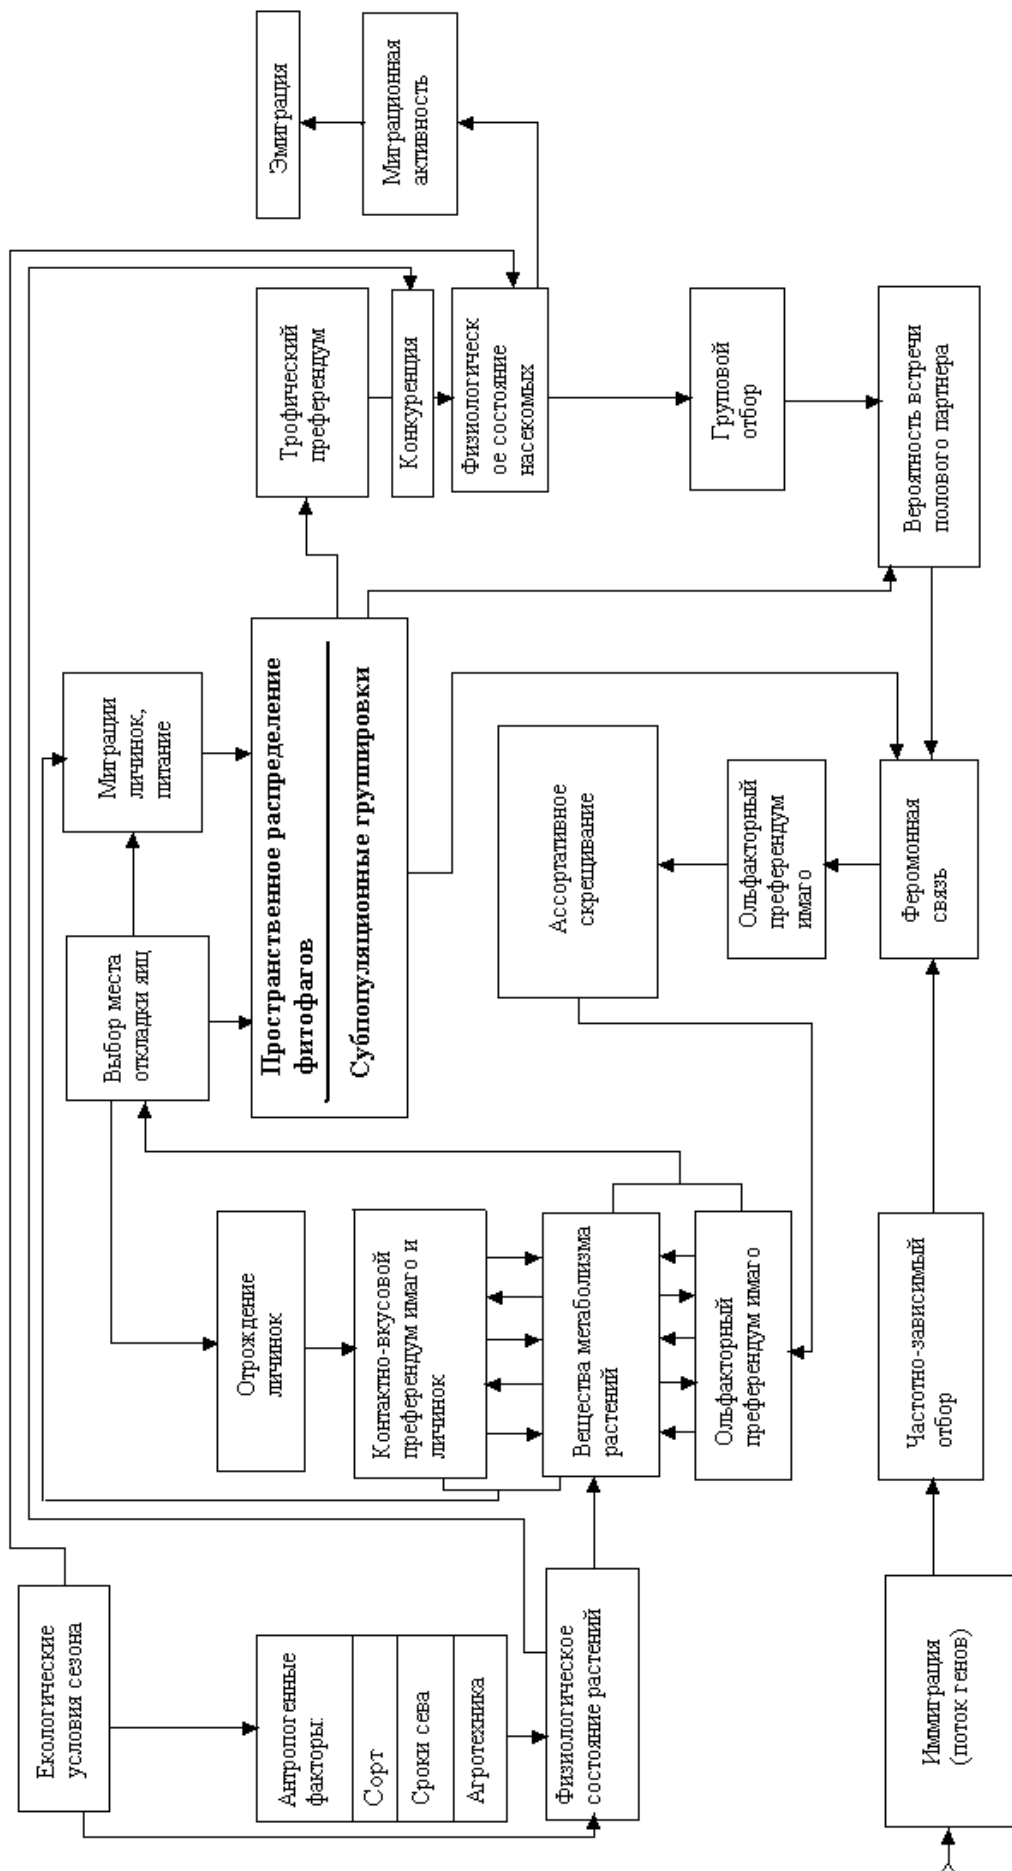 Екологические
условия сезона
Антропогенные
факторы:
Сорт
Сроки сева
Агротехника
Физиологическое
состояние растений
Иммиграция
(поток генов)
Отрождение
личинок
Контактно-вкусовой
преферендум имаго и
личинок
Вещества метаболизма
растений
Ольфакторный
преферендум имаго
Частотно-зависимый
отбор
Выбор места
откладки яиц
Миграции
личинок,
питание
Пространственное распределение
фитофагов
Субпопуляционные группировки
Ассортативное
скрещивание
Ольфакторный
преферендум
имаго
Феромонная
связь
Трофический
преферендум
Конкуренция
Физиологическ
ое состояние
насекомых
Груповой
отбор
Вероятность встречи
полового партнера
Эмиграция
Миграционная
активность